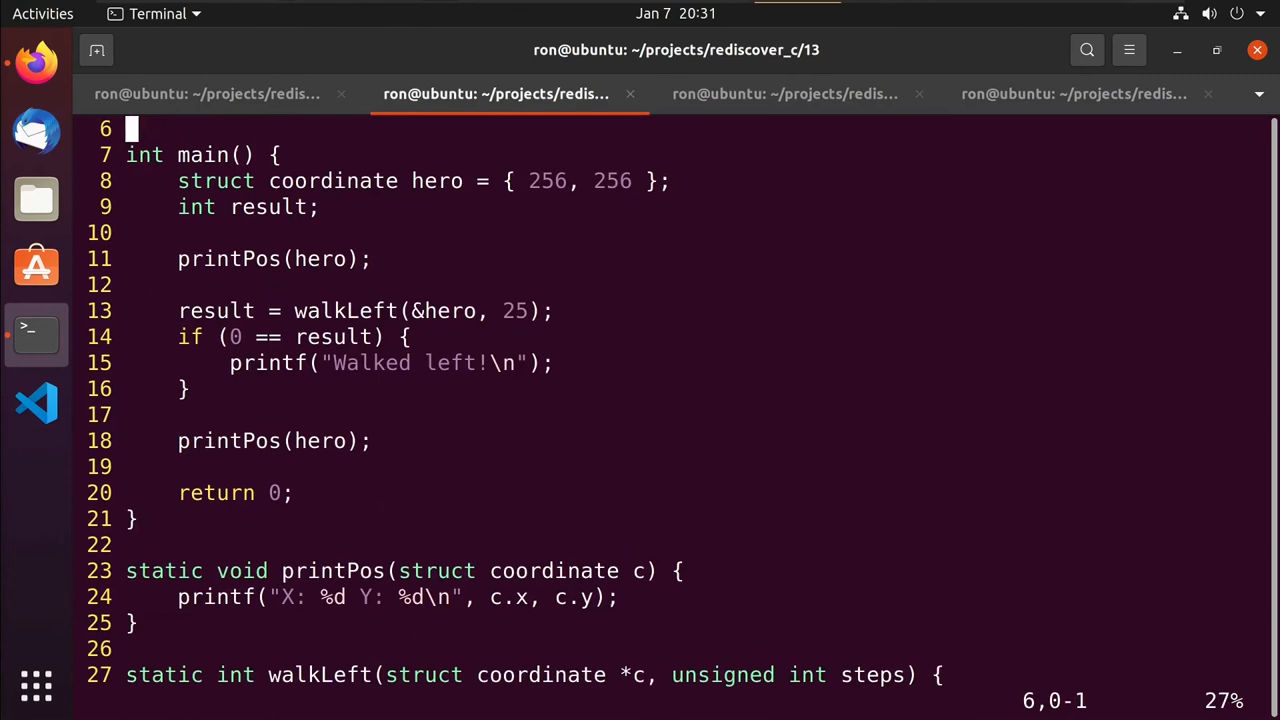 Activities
Terminal
Jan 7 20:31
ron@ubuntu: ~/projects/rediscover_c/13
ron@ubuntu: ~/projects/redis...
ron@ubuntu: ~/projects/redis...
ron@ubuntu: ~/projects/redis...
ron@ubuntu: ~/projects/redis...
6
7 int main() {
8     struct coordinate hero = { 256, 256 };
9     int result;
10
11     printPos(hero);
12
13     result = walkLeft(&hero, 25);
14     if (0 == result) {
15         printf("Walked left!\n");
16     }
17
18     printPos(hero);
19
20     return 0;
21 }
22
23 static void printPos(struct coordinate c) {
24     printf("X: %d Y: %d\n", c.x, c.y);
25 }
26
27 static int walkLeft(struct coordinate *c, unsigned int steps) {
6,0-1 27%